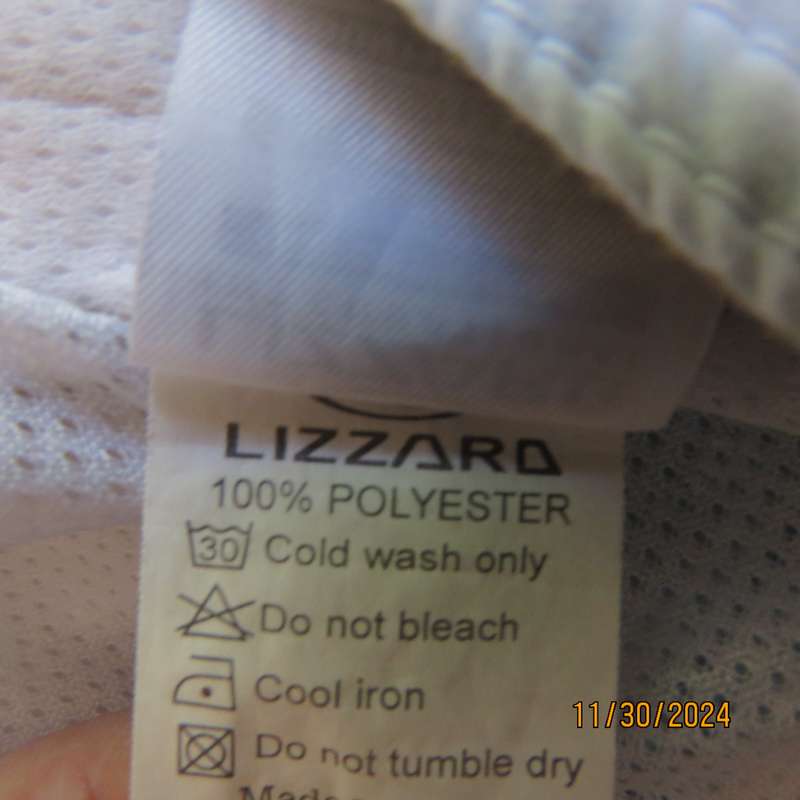 LIZZARD
100% POLYESTER
30 Cold wash only
Do not bleach
Cool iron
11/30/2024
Do not tumble dry